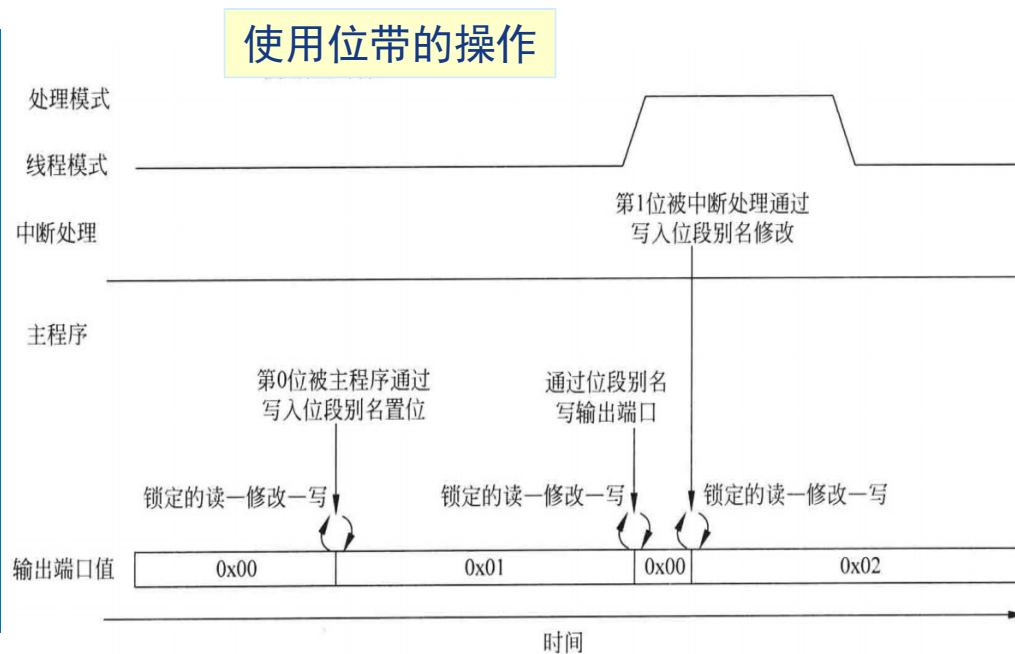 使用位带的操作
处理模式
线程模式
第1位被中断处理通过
写入位段别名修改
中断处理
主程序
第0位被主程序通过
写入位段别名置位
通过位段别名
写输出端口
锁定的读—修改—写
锁定的读—修改—写
锁定的读—修改—写
输出端口值
0x00
0x01
0x00
0x02
时间